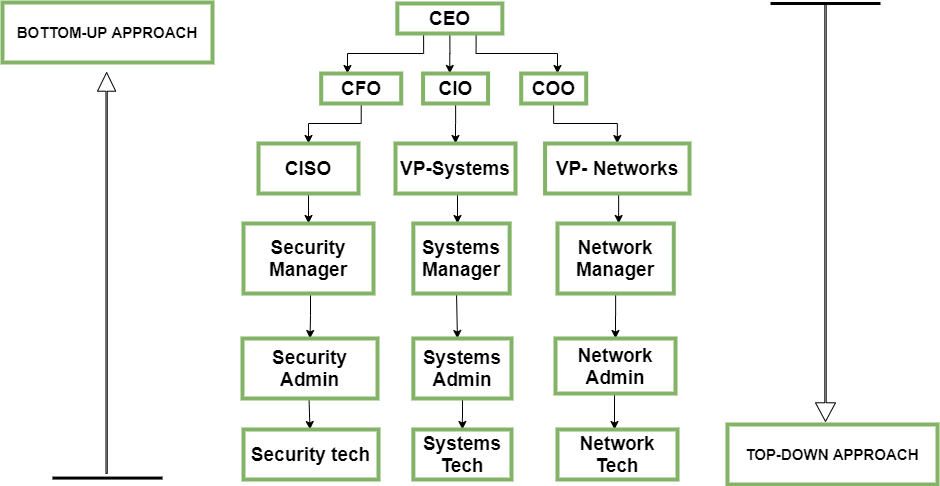 BOTTOM-UP APPROACH
CEO
CFO
CIO
COO
CISO
VP-Systems
VP- Networks
Security
Manager
Systems
Manager
Network
Manager
Security
Admin
Systems
Admin
Network
Admin
Security tech
Systems
Tech
Network
Tech
TOP-DOWN APPROACH